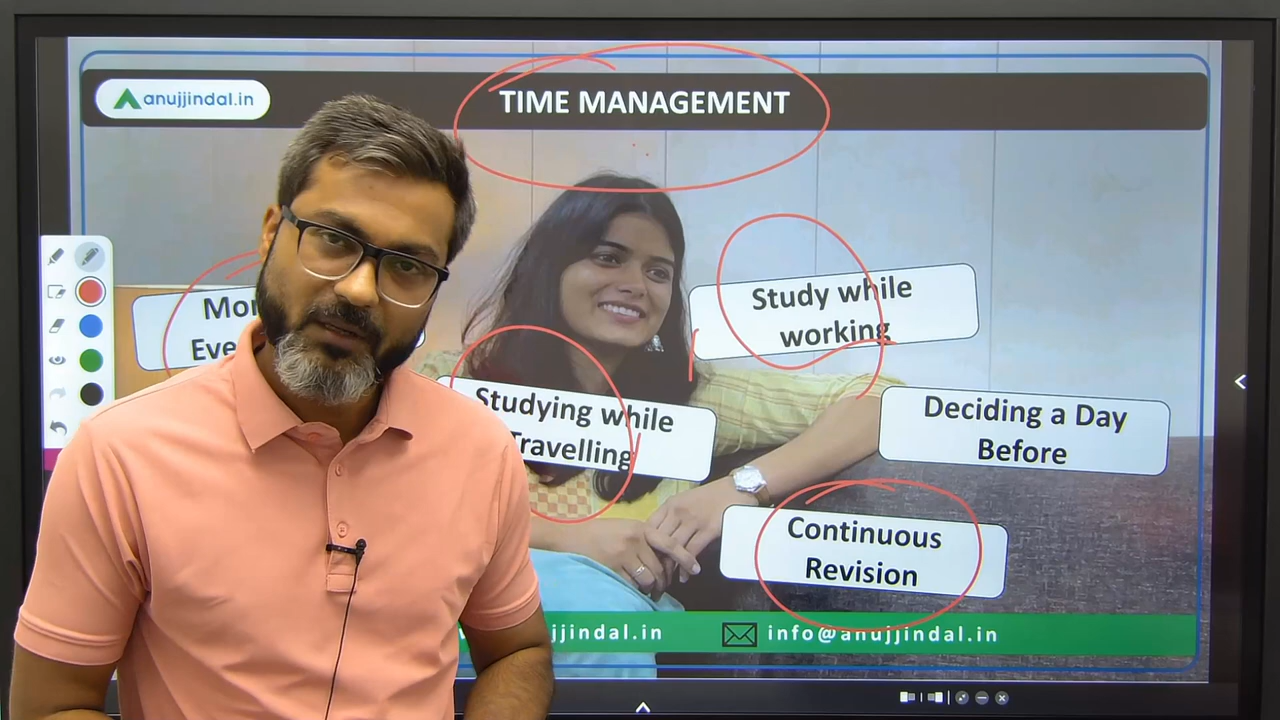 anujjindal.in
TIME MANAGEMENT
Study while
working
Studying while
Travelling
Deciding a Day
Before
Continuous
Revision
info@anujjindal.in